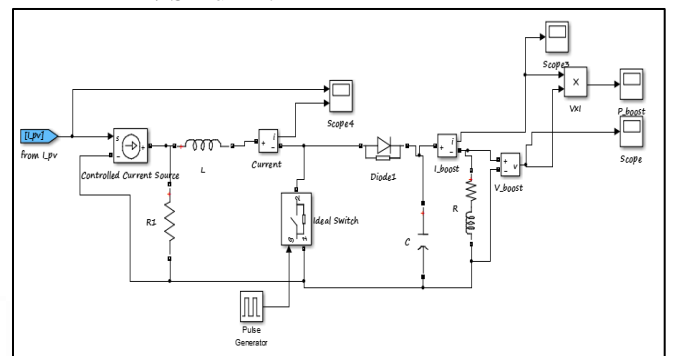 Scope3
VXI
P_boost
Scope4
[I_pv]
from I_pv
s
+
-
Controlled Current Source
L
i
+
-
Current
Diode1
i
+
-
I_boost
+
-
v
V_boost
Scope
R1
Ideal Switch
C
R
Pulse
Generator
X